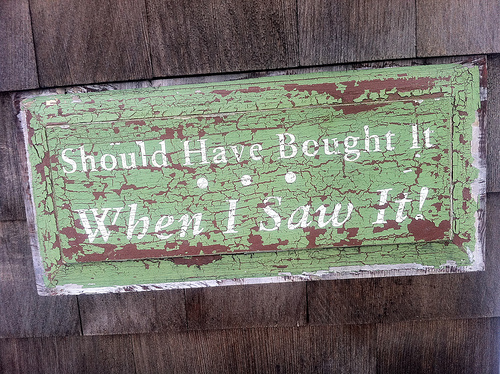 Should Have Bought It
• • •
When I Saw It!